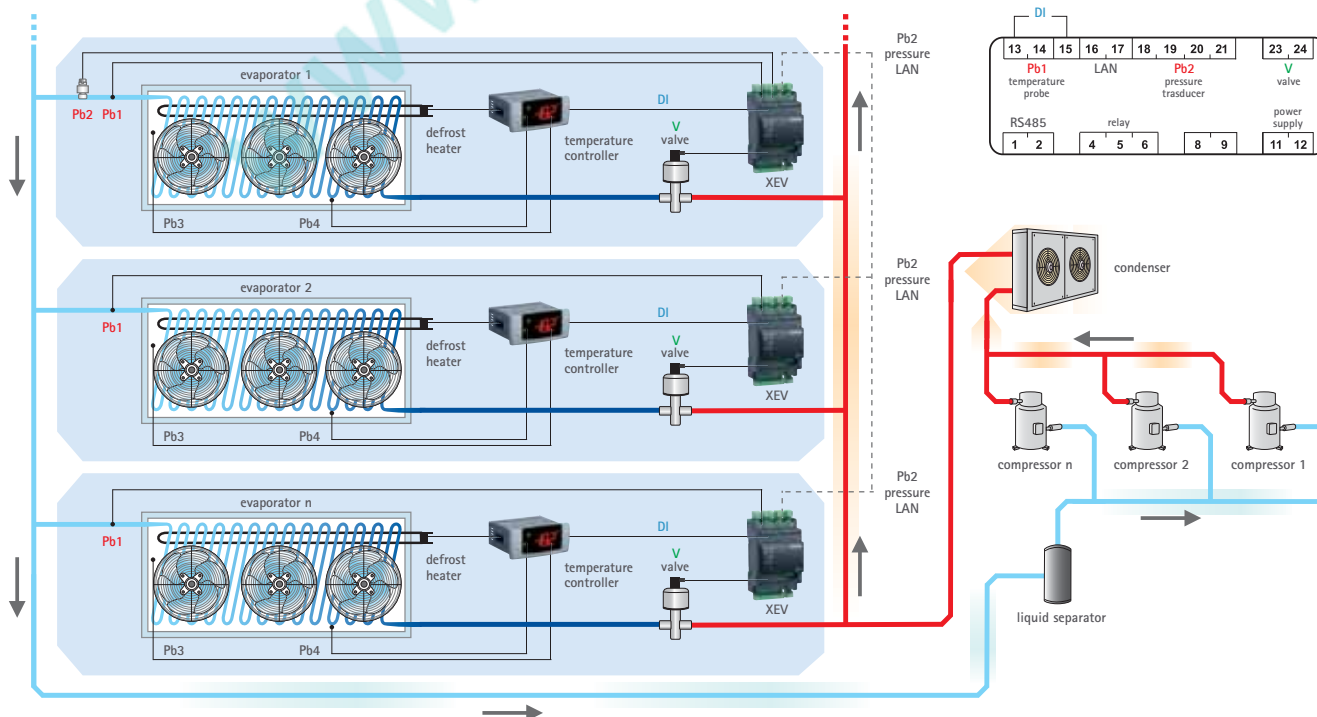 www
DI
13 14 15 16 17 18 19 20 21 23 24
Pb1 LAN Pb2 V
temperature probe
pressure trasducer
valve
RS485 relay power supply
1 2 4 5 6 8 9 11 12
evaporator 1
Pb2 Pb1
defrost heater
temperature controller
DI
V
valve
XEV
Pb3 Pb4
Pb2
pressure
LAN
evaporator 2
Pb1
defrost heater
temperature controller
DI
V
valve
XEV
Pb3 Pb4
Pb2
pressure
LAN
evaporator n
Pb1
defrost heater
temperature controller
DI
V
valve
XEV
Pb3 Pb4
Pb2
pressure
LAN
condenser
compressor n compressor 2 compressor 1
liquid separator